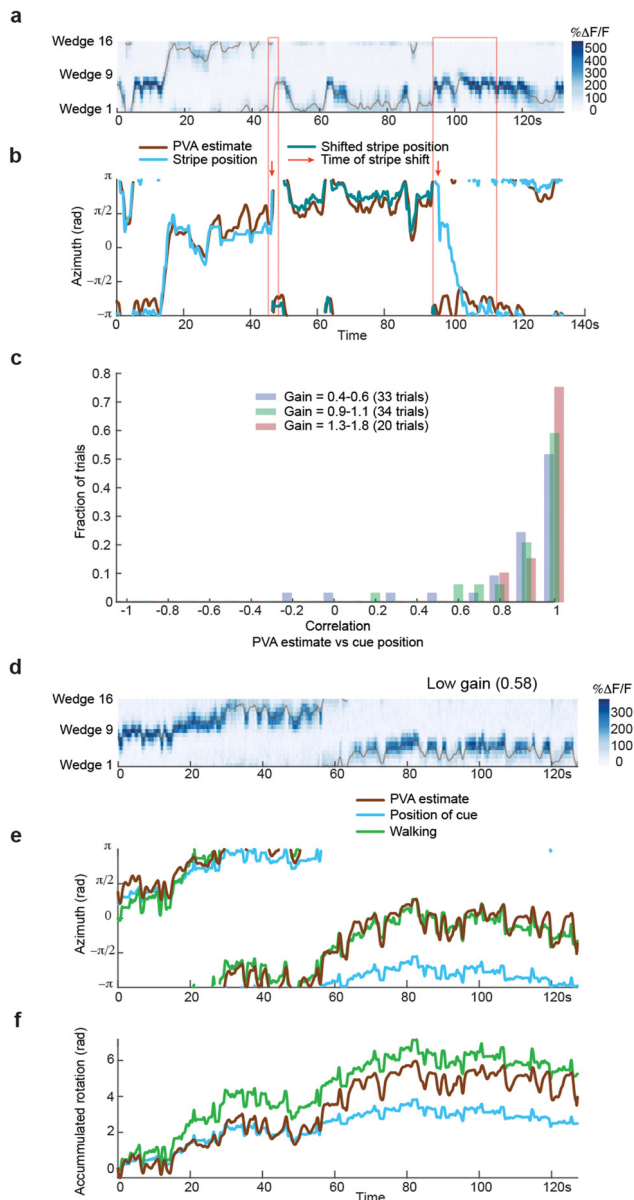 a
Wedge 16
Wedge 9
Wedge 1
%ΔF/F
500
400
300
200
100
0
0 20 40 60 80 100 120s
b
PVA estimate
Stripe position
Shifted stripe position
Time of stripe shift
π
π/2
0
−π/2
−π
Azimuth (rad)
0 20 40 60 80 100 120 140s
Time
c
0.8
0.7
0.6
0.5
0.4
0.3
0.2
0.1
0
Fraction of trials
Gain = 0.4-0.6 (33 trials)
Gain = 0.9-1.1 (34 trials)
Gain = 1.3-1.8 (20 trials)
-1 -0.8 -0.6 -0.4 -0.2 0 0.2 0.4 0.6 0.8 1
Correlation
PVA estimate vs cue position
d
Low gain (0.58)
Wedge 16
Wedge 9
Wedge 1
%ΔF/F
300
200
100
0
0 20 40 60 80 100 120s
PVA estimate
Position of cue
Walking
e
π
π/2
0
−π/2
−π
Azimuth (rad)
0 20 40 60 80 100 120s
f
6
4
2
0
Accummulated rotation (rad)
0 20 40 60 80 100 120s
Time